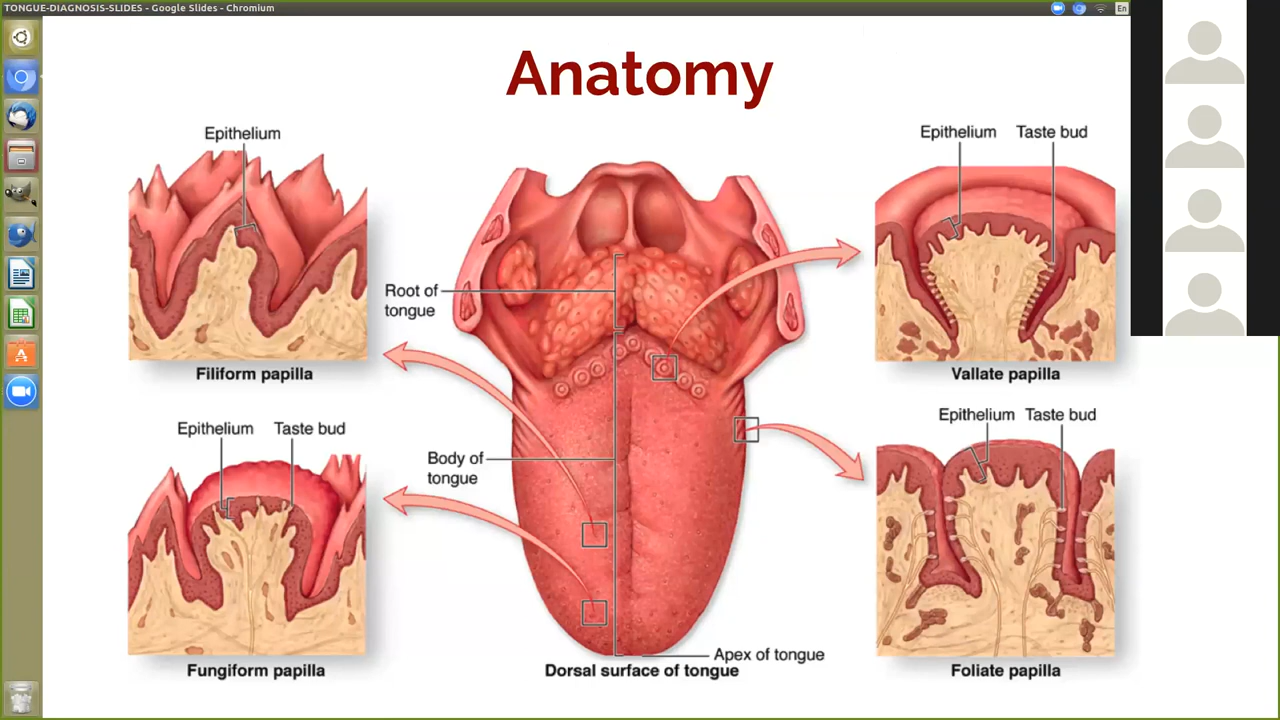 TONGUE-DIAGNOSIS-SLIDES - Google Slides - Chromium
En
Anatomy
Epithelium
Epithelium Taste bud
Root of
tongue
Filiform papilla
Vallate papilla
Epithelium Taste bud
Epithelium Taste bud
Body of
tongue
Apex of tongue
Fungiform papilla
Dorsal surface of tongue
Foliate papilla